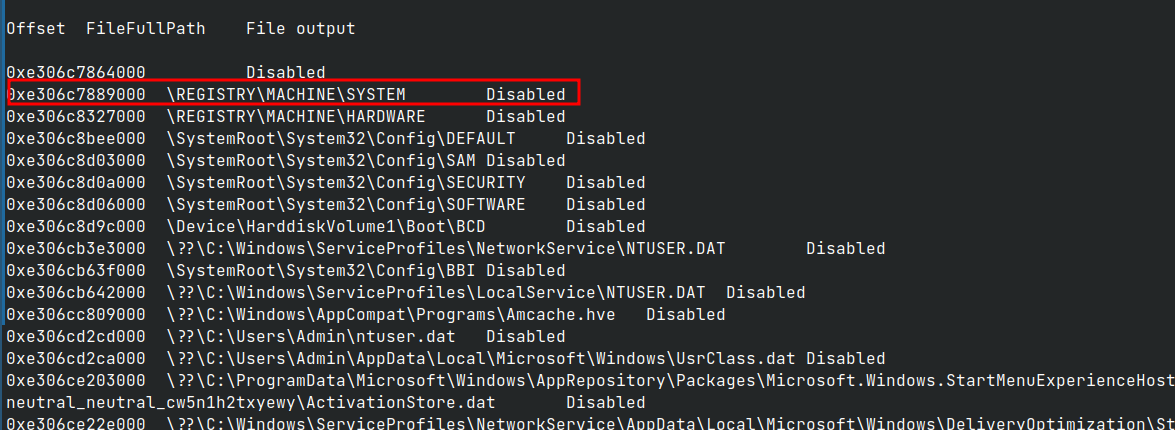 Offset  FileFullPath    File output
0xe306c7864000          Disabled
0xe306c7889000  \REGISTRY\MACHINE\SYSTEM        Disabled
0xe306c8327000  \REGISTRY\MACHINE\HARDWARE      Disabled
0xe306c8bee000  \SystemRoot\System32\Config\DEFAULT     Disabled
0xe306c8d03000  \SystemRoot\System32\Config\SAM Disabled
0xe306c8d0a000  \SystemRoot\System32\Config\SECURITY    Disabled
0xe306c8d06000  \SystemRoot\System32\Config\SOFTWARE    Disabled
0xe306c8d9c000  \Device\HarddiskVolume1\Boot\BCD        Disabled
0xe306cb3e3000  \??\C:\Windows\ServiceProfiles\NetworkService\NTUSER.DAT        Disabled
0xe306cb63f000  \SystemRoot\System32\Config\BBI Disabled
0xe306cb642000  \??\C:\Windows\ServiceProfiles\LocalService\NTUSER.DAT  Disabled
0xe306cc809000  \??\C:\Windows\AppCompat\Programs\Amcache.hve   Disabled
0xe306cd2cd000  \??\C:\Users\Admin\ntuser.dat   Disabled
0xe306cd2ca000  \??\C:\Users\Admin\AppData\Local\Microsoft\Windows\UsrClass.dat Disabled
0xe306ce203000  \??\C:\ProgramData\Microsoft\Windows\AppRepository\Packages\Microsoft.Windows.StartMenuExperienceHost
neutral_neutral_cw5n1h2txyewy\ActivationStore.dat       Disabled
0xe306ce22e000  \??\C:\Windows\ServiceProfiles\NetworkService\AppData\Local\Microsoft\Windows\DeliveryOptimization\St